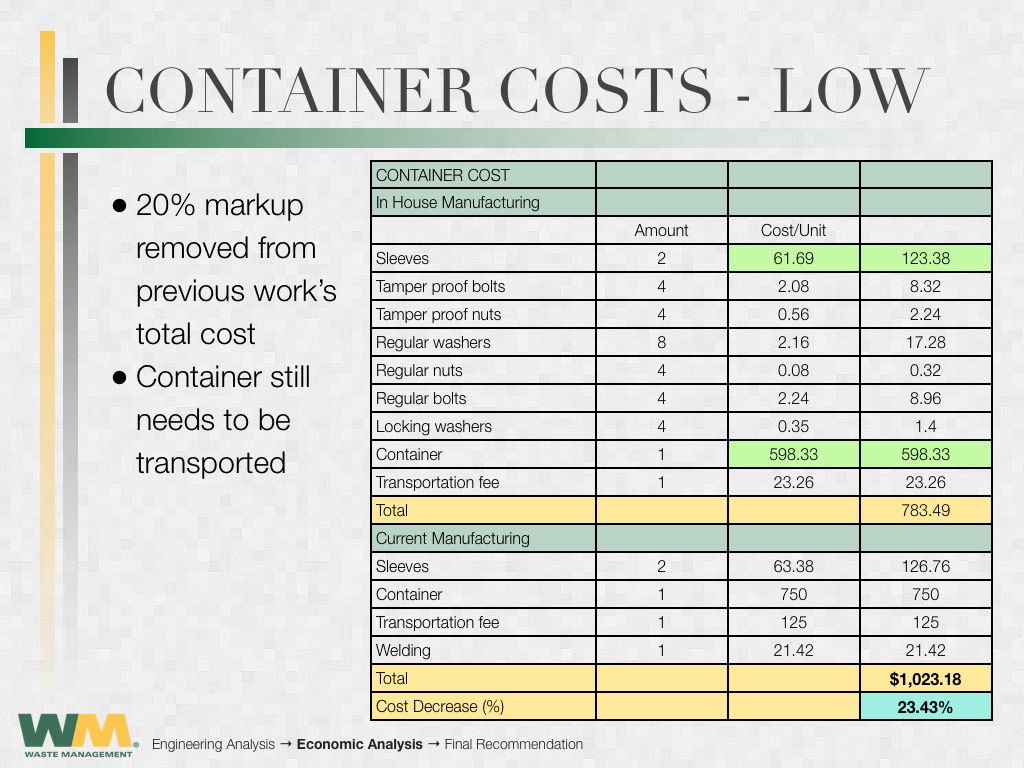 CONTAINER COSTS - LOW
● 20% markup
removed from
previous work’s
total cost
● Container still
needs to be
transported
CONTAINER COST
In House Manufacturing
Amount Cost/Unit
Sleeves 2 61.69 123.38
Tamper proof bolts 4 2.08 8.32
Tamper proof nuts 4 0.56 2.24
Regular washers 8 2.16 17.28
Regular nuts 4 0.08 0.32
Regular bolts 4 2.24 8.96
Locking washers 4 0.35 1.4
Container 1 598.33 598.33
Transportation fee 1 23.26 23.26
Total 783.49
Current Manufacturing
Sleeves 2 63.38 126.76
Container 1 750 750
Transportation fee 1 125 125
Welding 1 21.42 21.42
Total $1,023.18
Cost Decrease (%) 23.43%
WM®
WASTE MANAGEMENT
Engineering Analysis → Economic Analysis → Final Recommendation